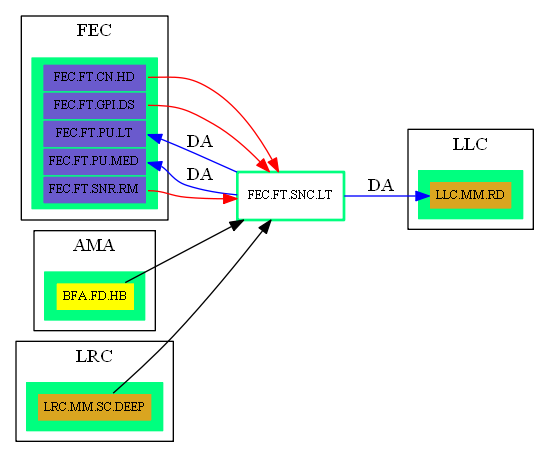 FEC
FEC.FT.CN.HD
FEC.FT.GPI.DS
FEC.FT.PU.LT
FEC.FT.PU.MED
FEC.FT.SNR.RM
DA
DA
FEC.FT.SNC.LT
DA
LLC
LLC.MM.RD
AMA
BFA.FD.HB
LRC
LRC.MM.SC.DEEP